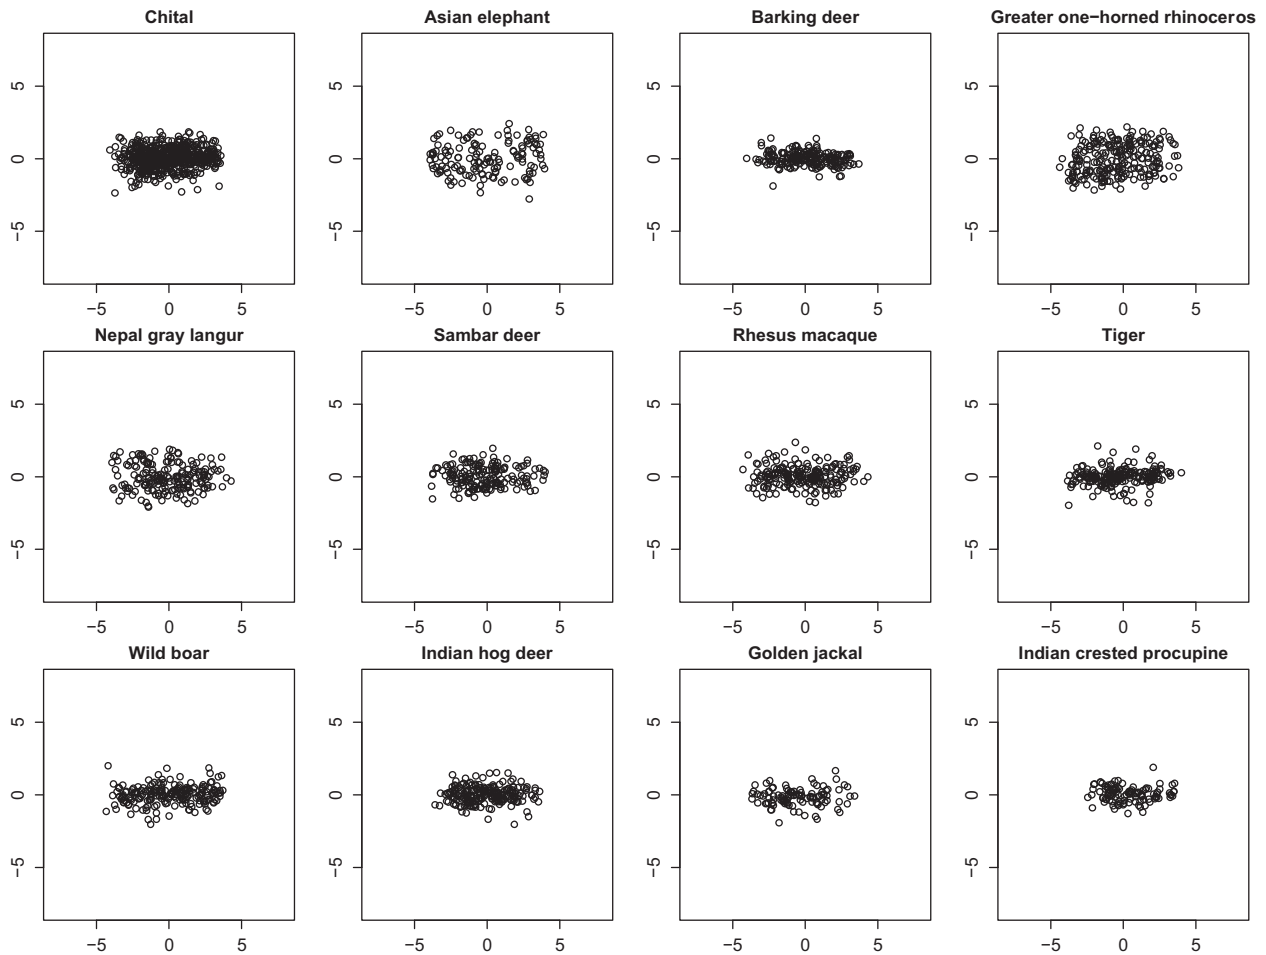 Chital Asian elephant Barking deer Greater one−horned rhinoceros
5 5 5 5
0 0 0 0
−5 −5 −5 −5
−5 0 5 −5 0 5 −5 0 5 −5 0 5
Nepal gray langur Sambar deer Rhesus macaque Tiger
5 5 5 5
0 0 0 0
−5 −5 −5 −5
−5 0 5 −5 0 5 −5 0 5 −5 0 5
Wild boar Indian hog deer Golden jackal Indian crested procupine
5 5 5 5
0 0 0 0
−5 −5 −5 −5
−5 0 5 −5 0 5 −5 0 5 −5 0 5